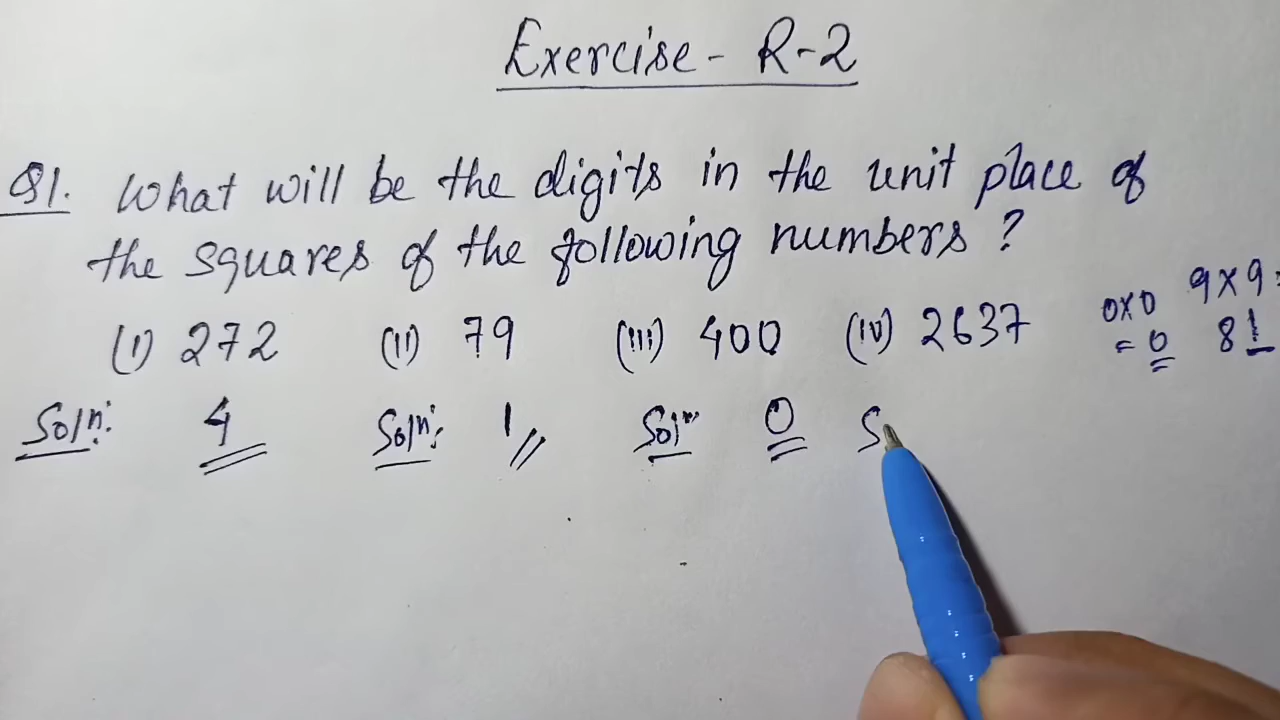 Exercise - R-2
Q1. What will be the digits in the unit place of
the squares of the following numbers?
(i) 272 (ii) 79 (iii) 400 (iv) 2637
0x0 9x9=
= 0 81
Soln: 4 Soln: 1 Soln 0 S